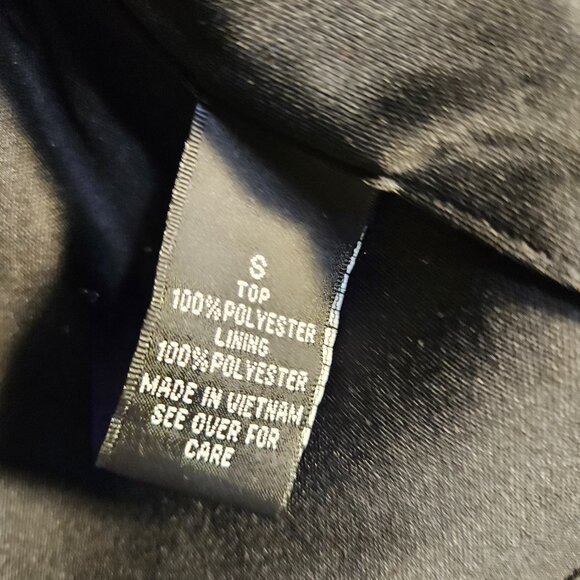 S
TOP
100%POLYESTER
LINING
100%POLYESTER
MADE IN VIETNAM
SEE OVER FOR
CARE